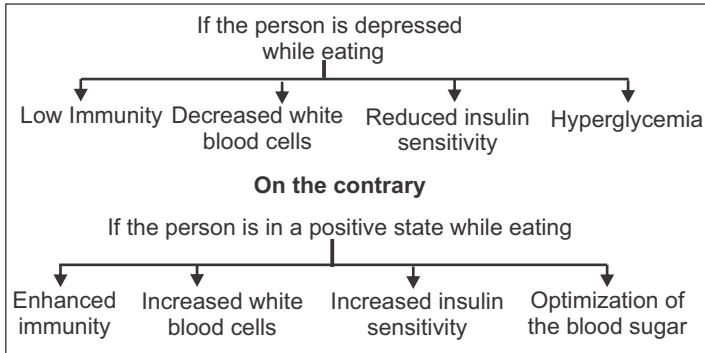 If the person is depressed
while eating
Low Immunity Decreased white Reduced insulin Hyperglycemia
blood cells sensitivity
On the contrary
If the person is in a positive state while eating
Enhanced Increased white Increased insulin Optimization of
immunity blood cells sensitivity the blood sugar